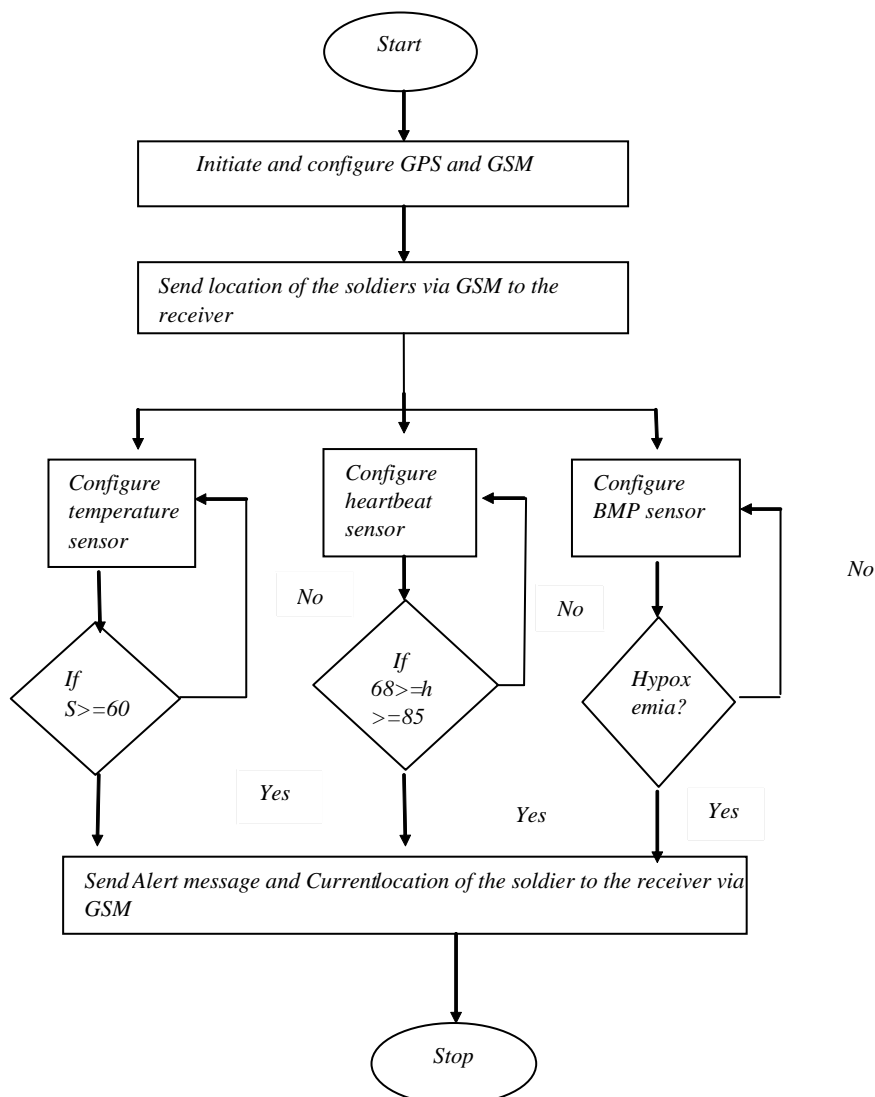 Start
Initiate and configure GPS and GSM
Send location of the soldiers via GSM to the
receiver
Configure
temperature
sensor
Configure
heartbeat
sensor
Configure
BMP sensor
No
No
No
If
S>=60
If
68>=h
>=85
Hypox
emia?
Yes
Yes
Yes
Send Alert message and Current location of the soldier to the receiver via
GSM
Stop